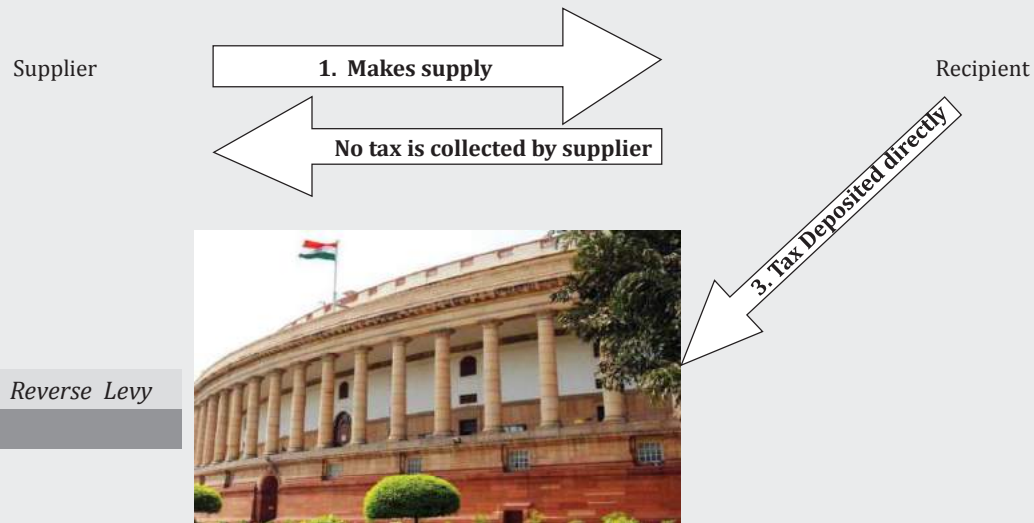 Supplier
1. Makes supply
Recipient
No tax is collected by supplier
3. Tax Deposited directly
Reverse Levy